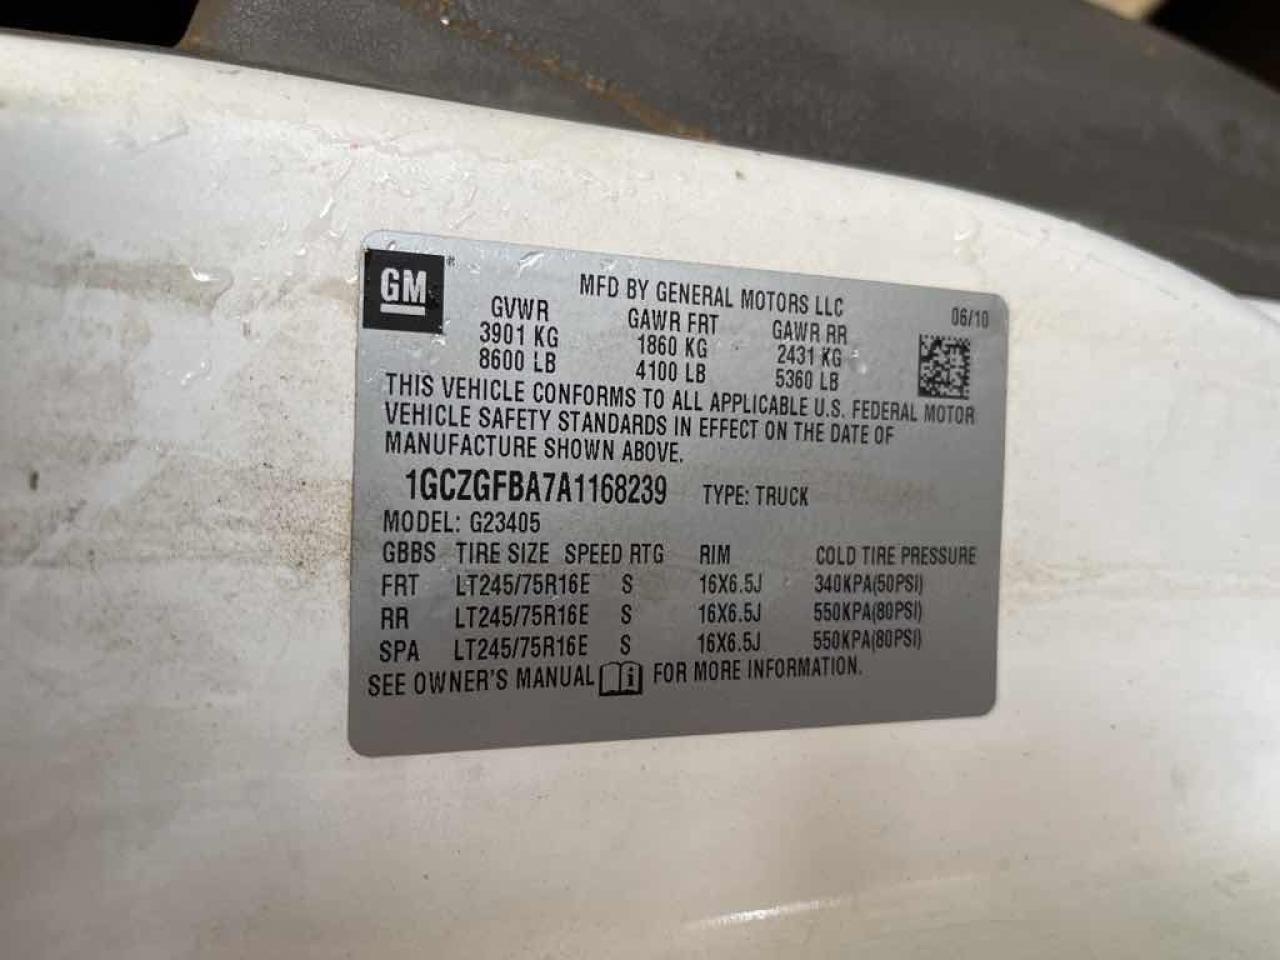 GM
MFD BY GENERAL MOTORS LLC 06/10
GVWR GAWR FRT GAWR RR
3901 KG 1860 KG 2431 KG
8600 LB 4100 LB 5360 LB
THIS VEHICLE CONFORMS TO ALL APPLICABLE U.S. FEDERAL MOTOR
VEHICLE SAFETY STANDARDS IN EFFECT ON THE DATE OF
MANUFACTURE SHOWN ABOVE.
1GCZGFBA7A1168239 TYPE: TRUCK
MODEL: G23405
GBBS TIRE SIZE SPEED RTG RIM COLD TIRE PRESSURE
FRT LT245/75R16E S 16X6.5J 340KPA(50PSI)
RR LT245/75R16E S 16X6.5J 550KPA(80PSI)
SPA LT245/75R16E S 16X6.5J 550KPA(80PSI)
SEE OWNER'S MANUAL FOR MORE INFORMATION.